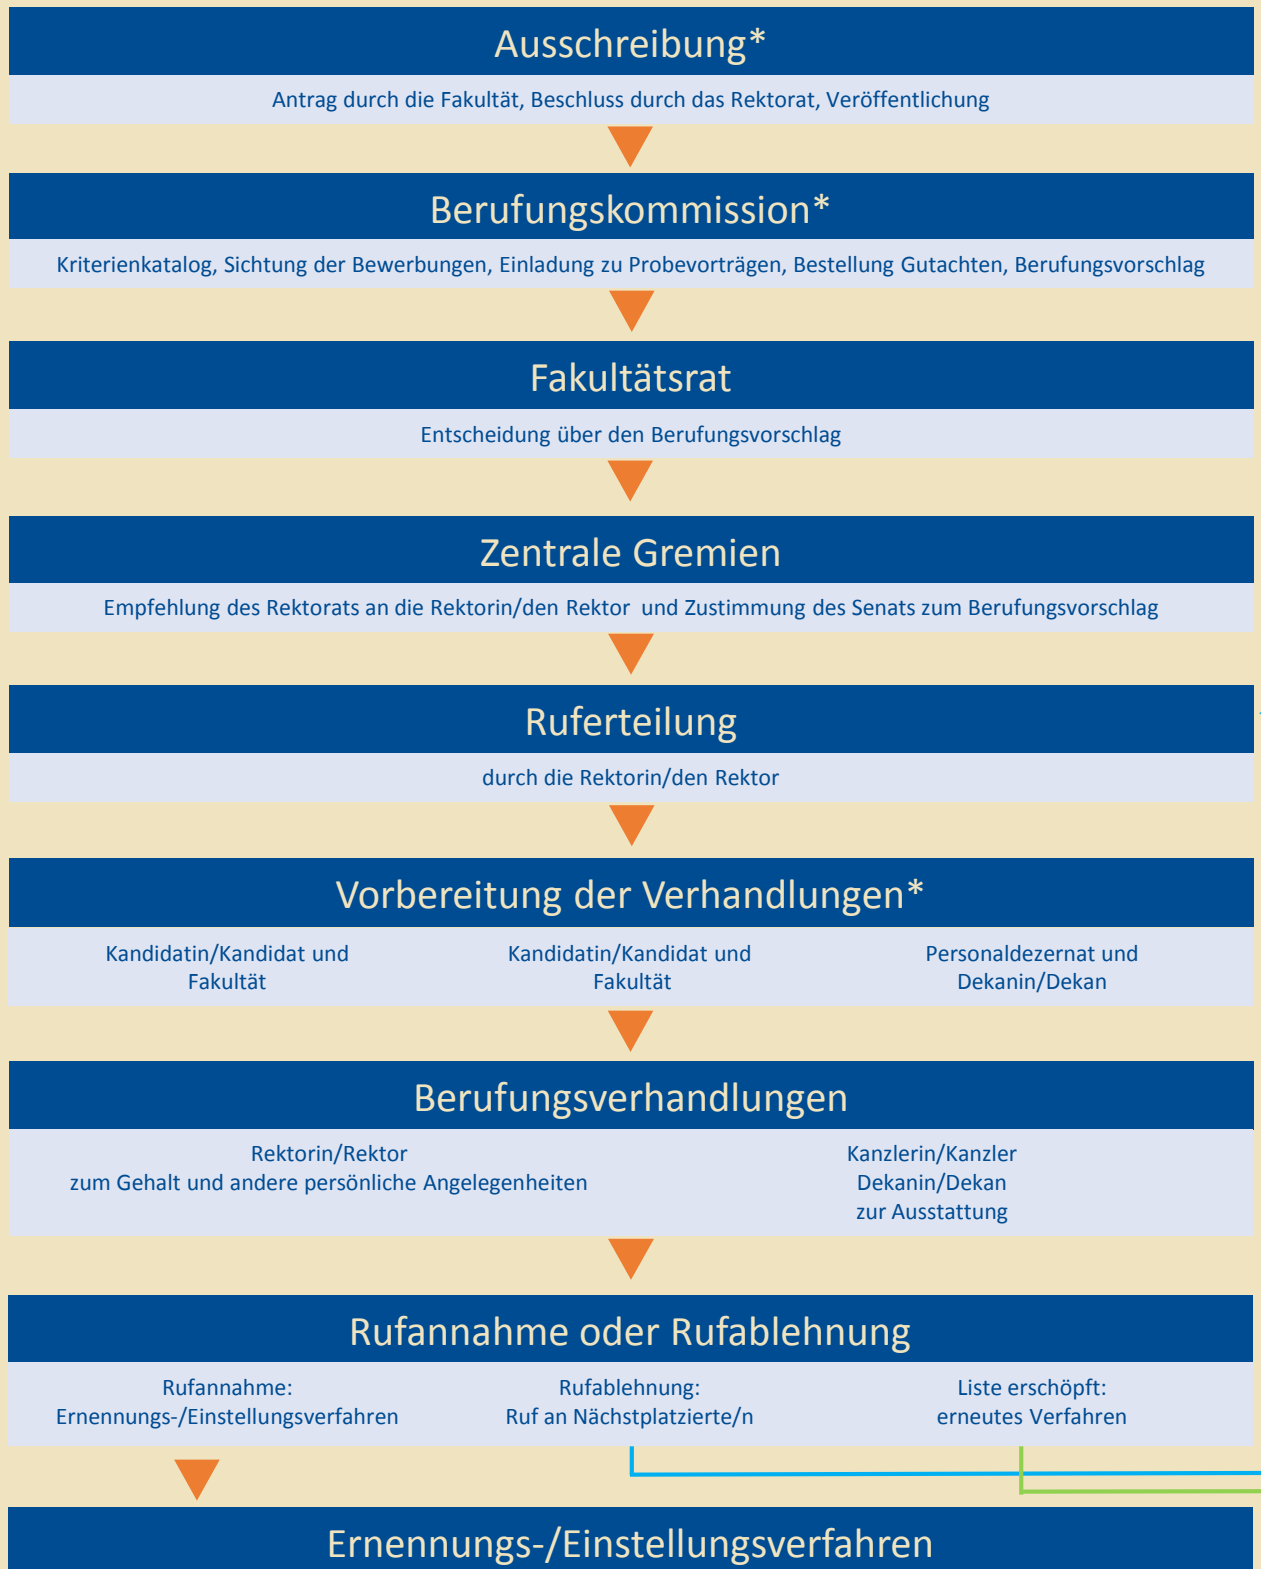 Ausschreibung*
Antrag durch die Fakultät, Beschluss durch das Rektorat, Veröffentlichung
Berufungskommission*
Kriterienkatalog, Sichtung der Bewerbungen, Einladung zu Probevorträgen, Bestellung Gutachten, Berufungsvorschlag
Fakultätsrat
Entscheidung über den Berufungsvorschlag
Zentrale Gremien
Empfehlung des Rektorats an die Rektorin/den Rektor und Zustimmung des Senats zum Berufungsvorschlag
Ruferteilung
durch die Rektorin/den Rektor
Vorbereitung der Verhandlungen*
Kandidatin/Kandidat und
Fakultät
Kandidatin/Kandidat und
Fakultät
Personaldezernat und
Dekanin/Dekan
Berufungsverhandlungen
Rektorin/Rektor
zum Gehalt und andere persönliche Angelegenheiten
Kanzlerin/Kanzler
Dekanin/Dekan
zur Ausstattung
Rufannahme oder Rufablehnung
Rufannahme:
Ernennungs-/Einstellungsverfahren
Rufablehnung:
Ruf an Nächstplatzierte/n
Liste erschöpft:
erneutes Verfahren
Ernennungs-/Einstellungsverfahren